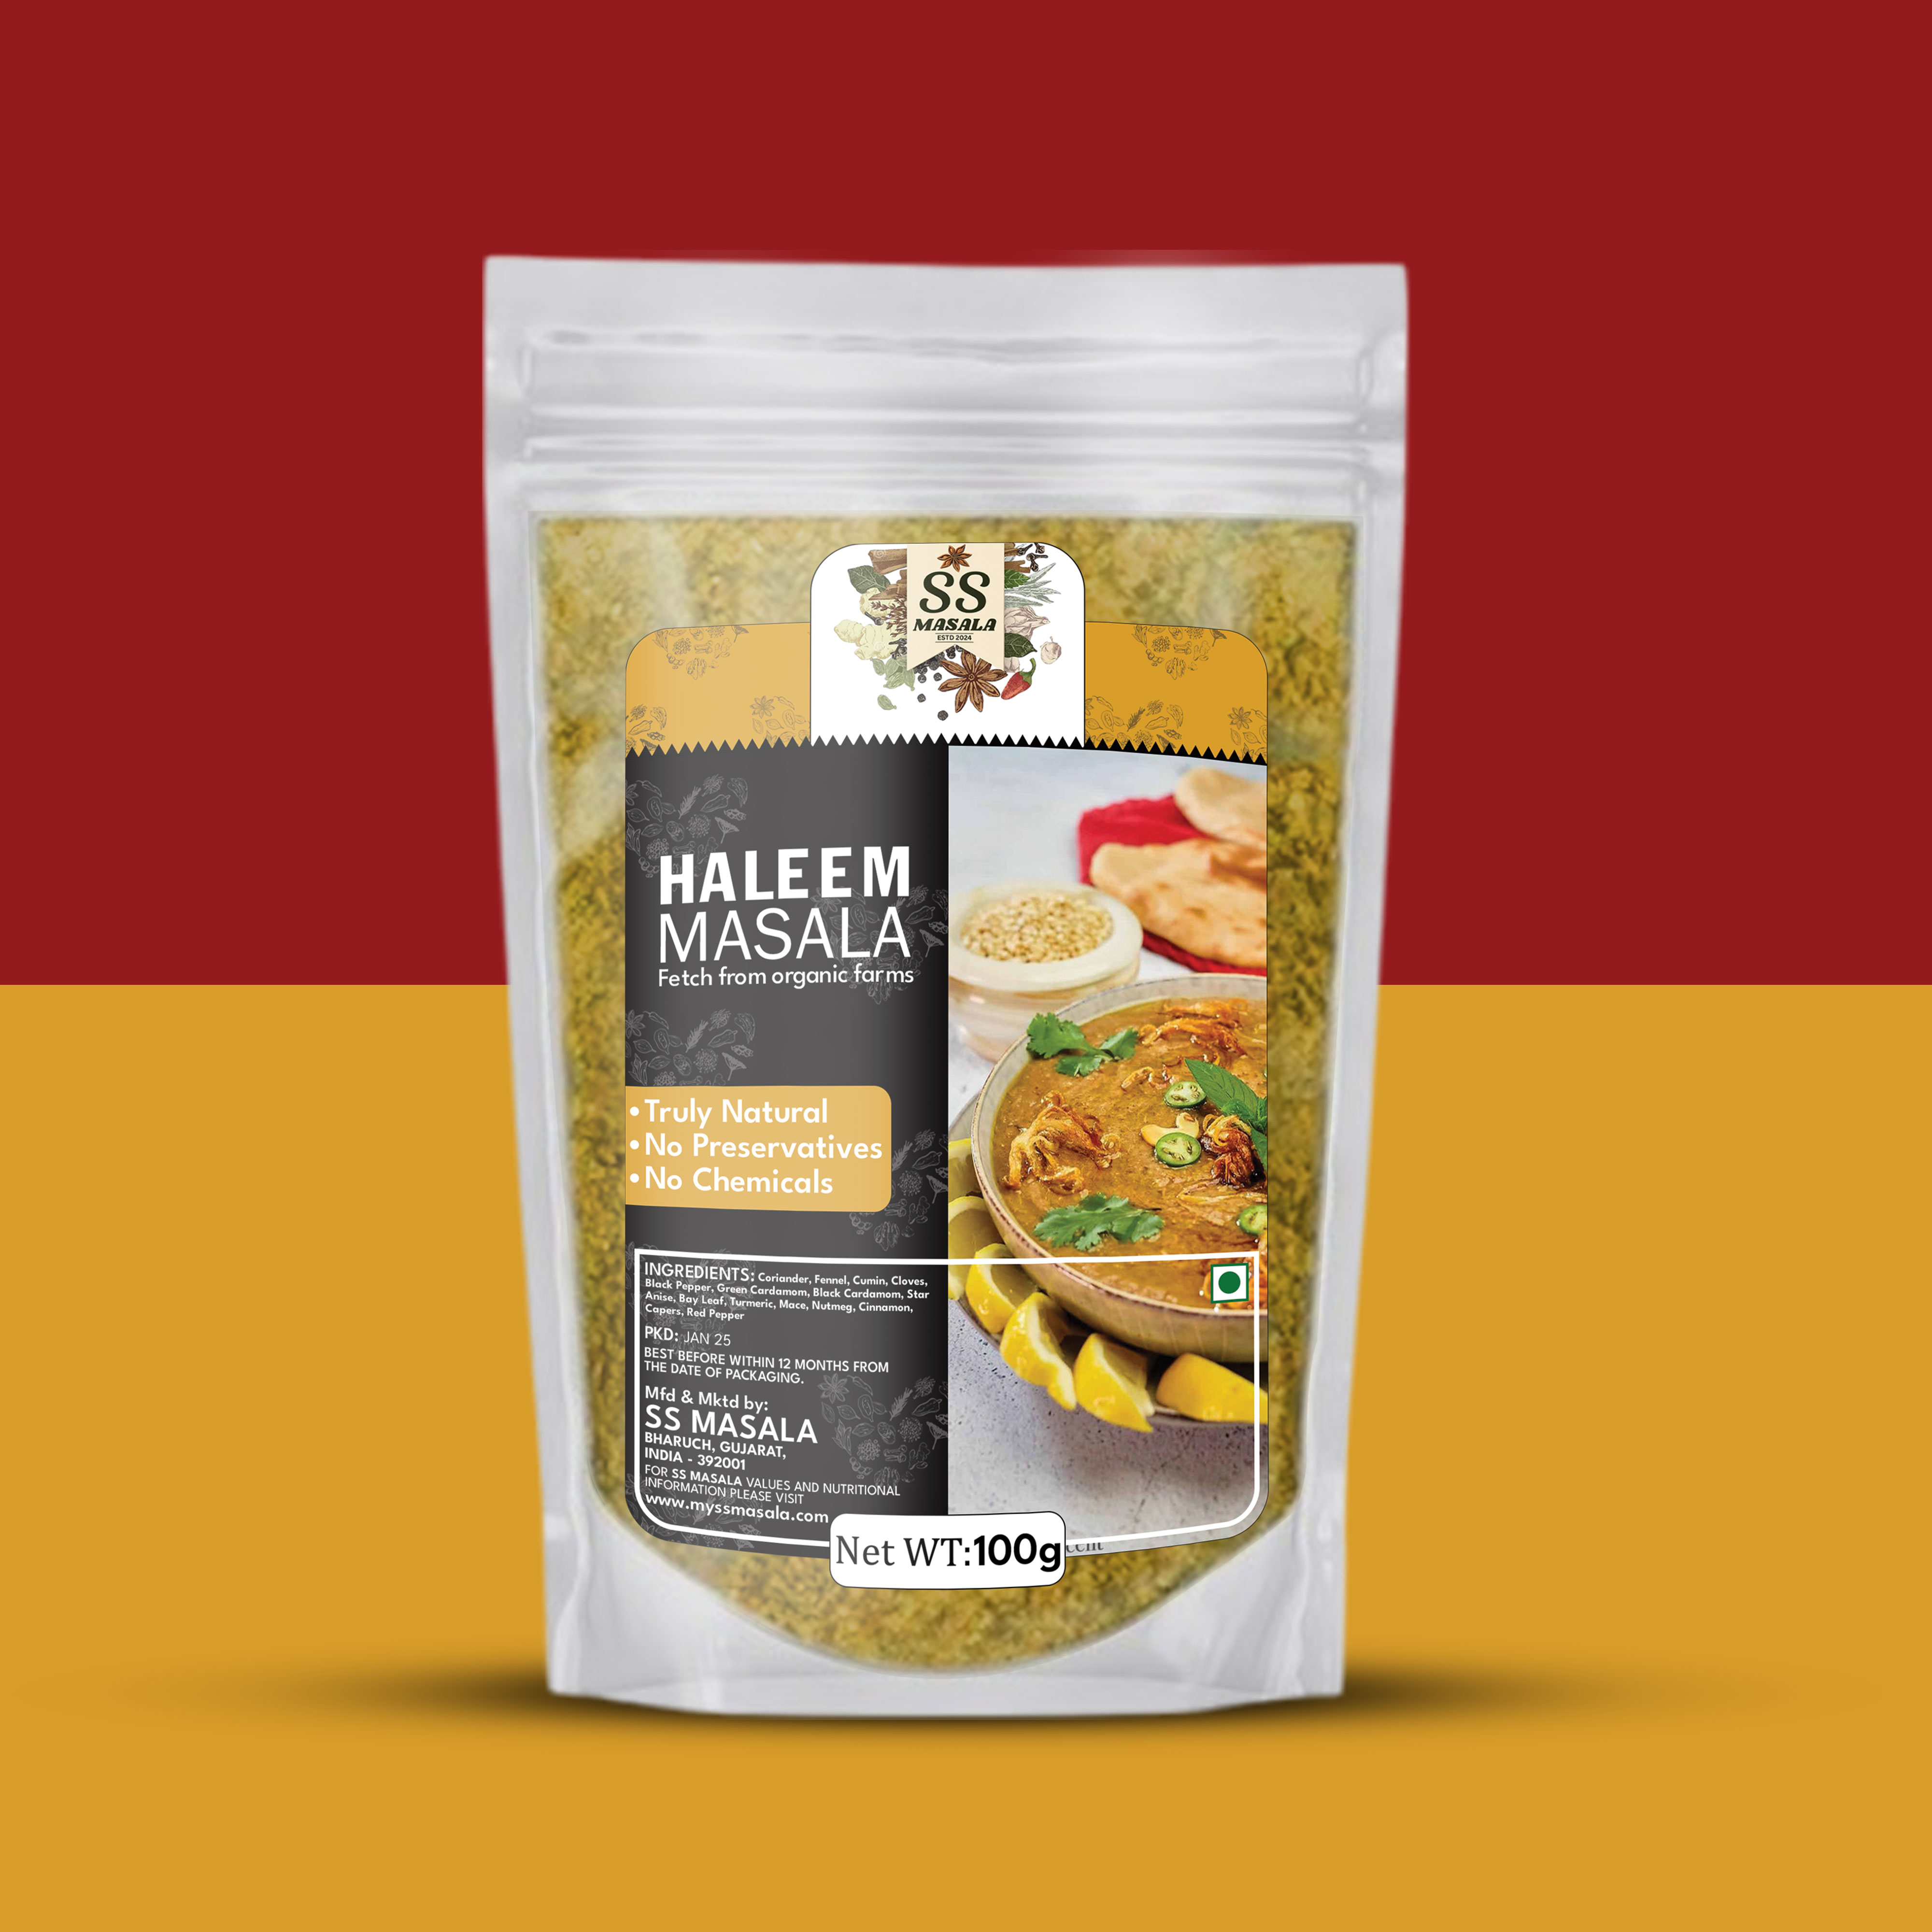 SS
MASALA
ESTD 2024
HALEEM
MASALA
Fetch from organic farms
• Truly Natural
• No Preservatives
• No Chemicals
INGREDIENTS: Coriander, Fennel, Cumin, Cloves,
Black Pepper, Green Cardamom, Black Cardamom, Star
Anise, Bay Leaf, Turmeric, Mace, Nutmeg, Cinnamon,
Capers, Red Pepper
PKD: JAN 25
BEST BEFORE WITHIN 12 MONTHS FROM
THE DATE OF PACKAGING.
Mfd & Mktd by:
SS MASALA
BHARUCH, GUJARAT,
INDIA - 392001
FOR SS MASALA VALUES AND NUTRITIONAL
INFORMATION PLEASE VISIT
www.myssmasala.com
Net WT:100g